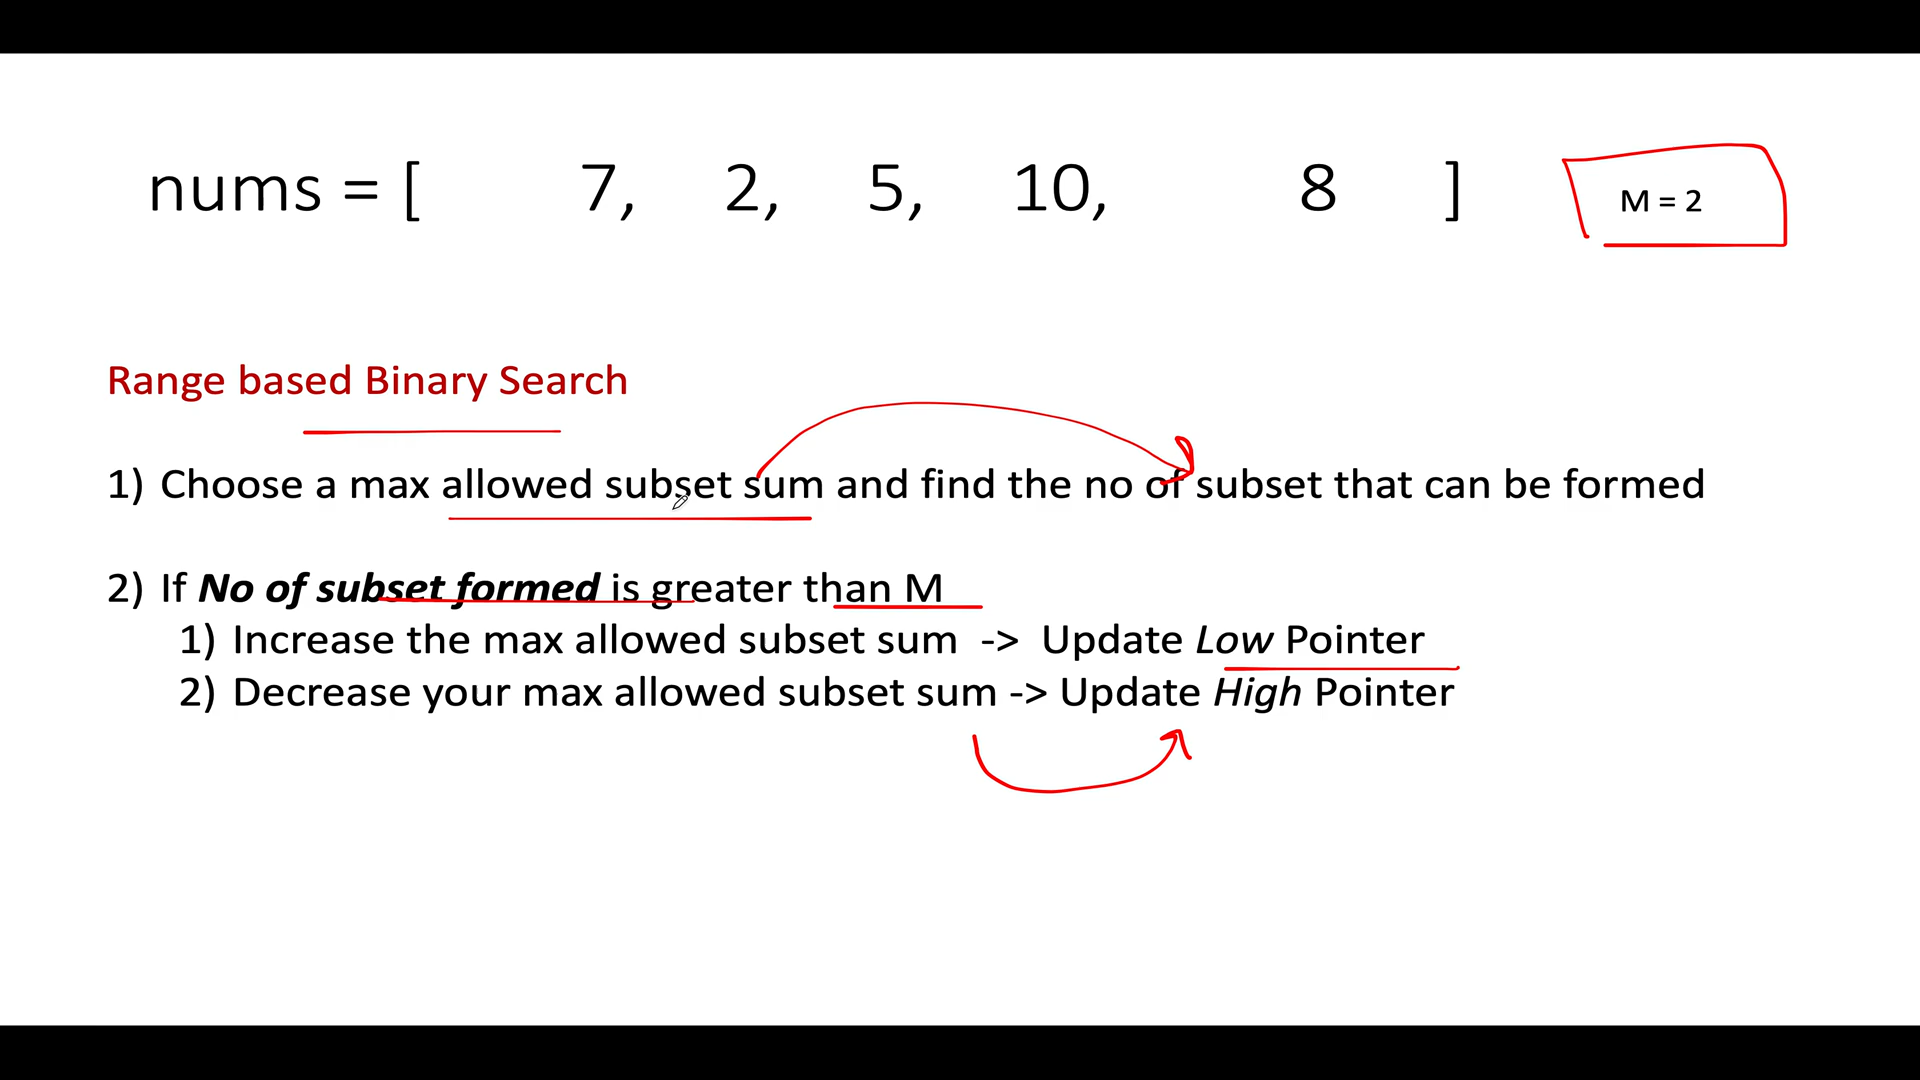 nums = [ 7, 2, 5, 10, 8 ]
M = 2
Range based Binary Search
1) Choose a max allowed subset sum and find the no of subset that can be formed
2) If No of subset formed is greater than M
1) Increase the max allowed subset sum -> Update Low Pointer
2) Decrease your max allowed subset sum -> Update High Pointer